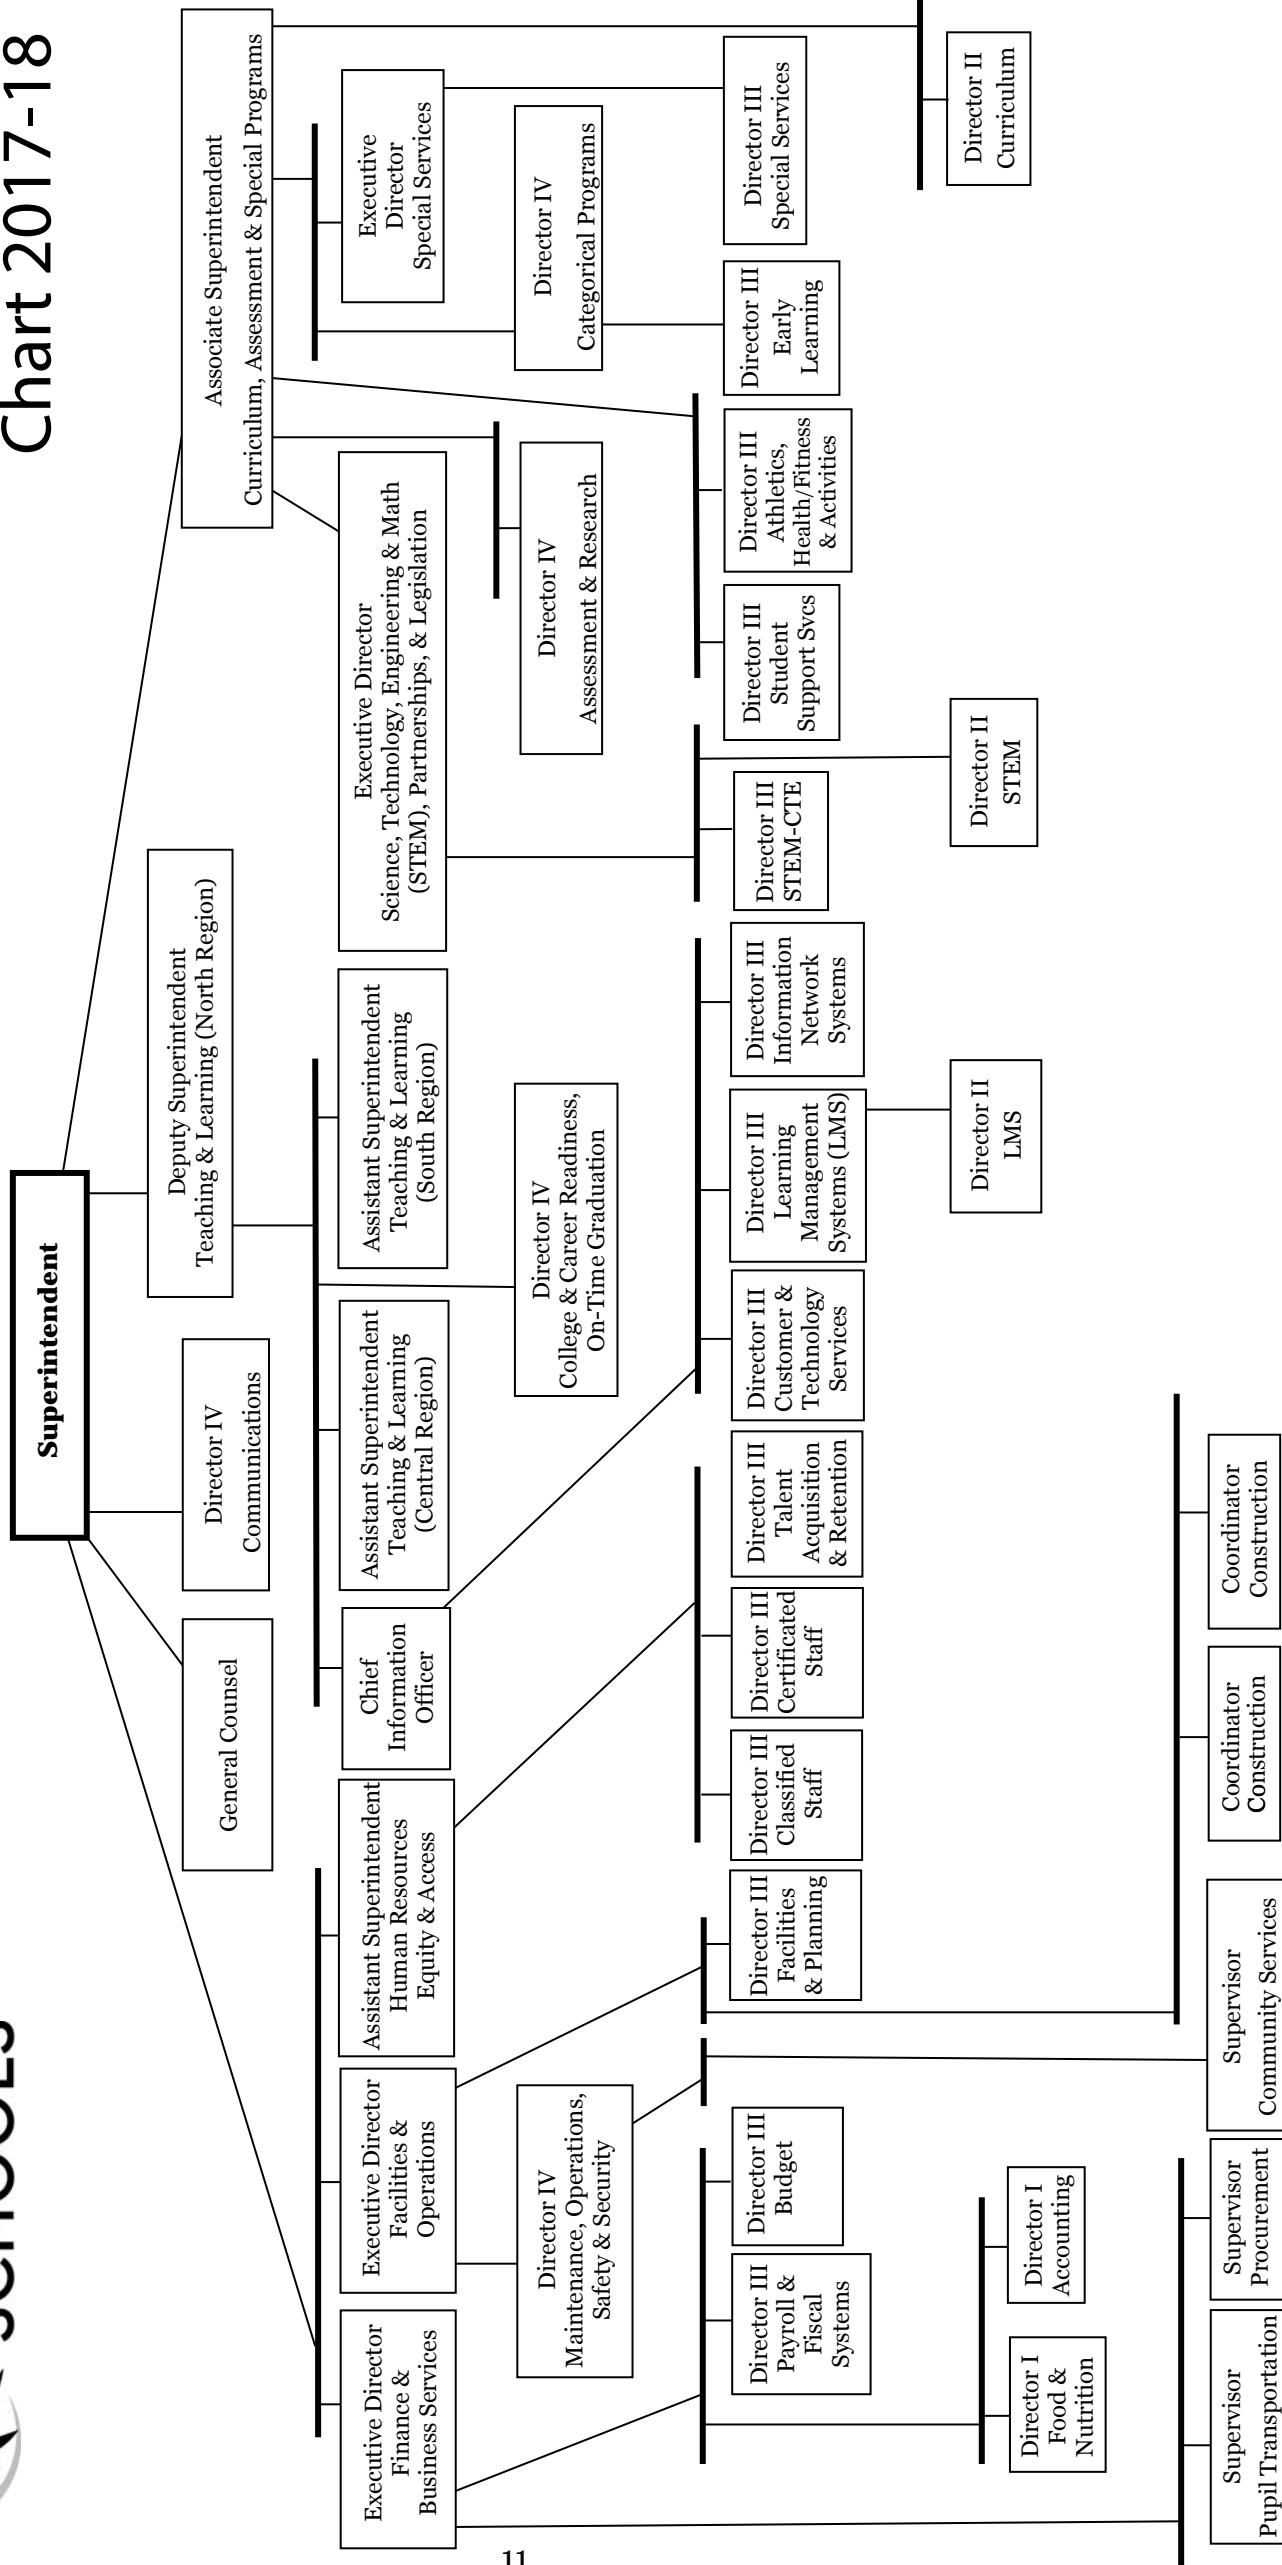 Chart 2017-18
SCHOOLS
Superintendent
Deputy Superintendent
Teaching & Learning (North Region)
General Counsel
Director IV
Communications
Associate Superintendent
Curriculum, Assessment & Special Programs
Executive Director
Finance &
Business Services
Executive Director
Facilities &
Operations
Assistant Superintendent
Human Resources
Equity & Access
Chief
Information
Officer
Assistant Superintendent
Teaching & Learning
(Central Region)
Assistant Superintendent
Teaching & Learning
(South Region)
Executive Director
Science, Technology, Engineering & Math
(STEM), Partnerships, & Legislation
Executive
Director
Special Services
Director IV
Maintenance, Operations,
Safety & Security
Director IV
College & Career Readiness,
On-Time Graduation
Director IV
Assessment & Research
Director IV
Categorical Programs
Director III
Payroll &
Fiscal
Systems
Director III
Budget
Director III
Facilities
& Planning
Director III
Classified
Staff
Director III
Certificated
Staff
Director III
Talent
Acquisition
& Retention
Director III
Customer &
Technology
Services
Director III
Learning
Management
Systems (LMS)
Director III
Information
Network
Systems
Director III
STEM-CTE
Director III
Student
Support Svcs
Director III
Athletics,
Health/Fitness
& Activities
Director III
Early
Learning
Director III
Special Services
Director II
LMS
Director II
STEM
Director II
Curriculum
Director I
Food &
Nutrition
Director I
Accounting
Supervisor
Pupil Transportation
Supervisor
Procurement
Supervisor
Community Services
Coordinator
Construction
Coordinator
Construction
11